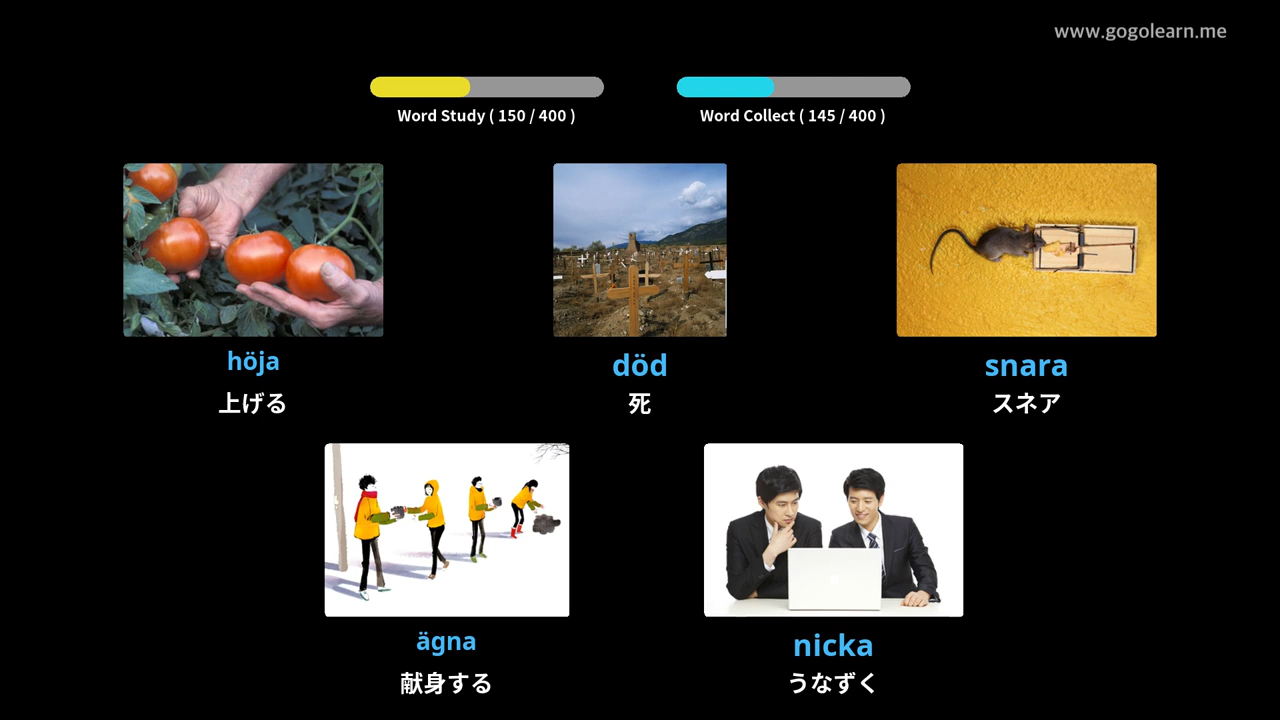 www.gogolearn.me
Word Study ( 150 / 400 )
Word Collect ( 145 / 400 )
höja
上げる
död
死
snara
スネア
ägna
献身する
nicka
うなずく